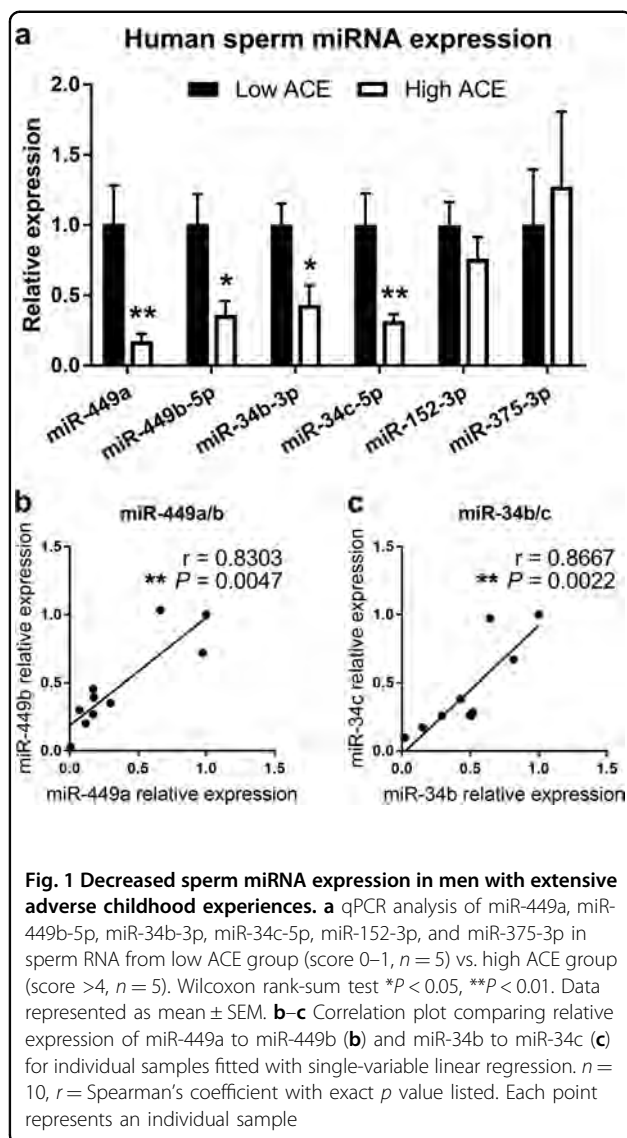 a
Human sperm miRNA expression
Low ACE High ACE
Relative expression
2.0
1.5
1.0
0.5
0.0
** * * **
miR-449a miR-449b-5p miR-34b-3p miR-34c-5p miR-152-3p miR-375-3p
b
miR-449a/b
r = 0.8303
** P = 0.0047
miR-449b relative expression
1.5
1.0
0.5
0.0
0.0 0.5 1.0 1.5
miR-449a relative expression
c
miR-34b/c
r = 0.8667
** P = 0.0022
miR-34c relative expression
1.5
1.0
0.5
0.0
0.0 0.5 1.0 1.5
miR-34b relative expression
Fig. 1 Decreased sperm miRNA expression in men with extensive
adverse childhood experiences. a qPCR analysis of miR-449a, miR-
449b-5p, miR-34b-3p, miR-34c-5p, miR-152-3p, and miR-375-3p in
sperm RNA from low ACE group (score 0–1, n = 5) vs. high ACE
group (score >4, n = 5). Wilcoxon rank-sum test *P < 0.05, **P < 0.01. Data
represented as mean ± SEM. b–c Correlation plot comparing relative
expression of miR-449a to miR-449b (b) and miR-34b to miR-34c (c)
for individual samples fitted with single-variable linear regression. n =
10, r = Spearman's coefficient with exact p value listed. Each point
represents an individual sample